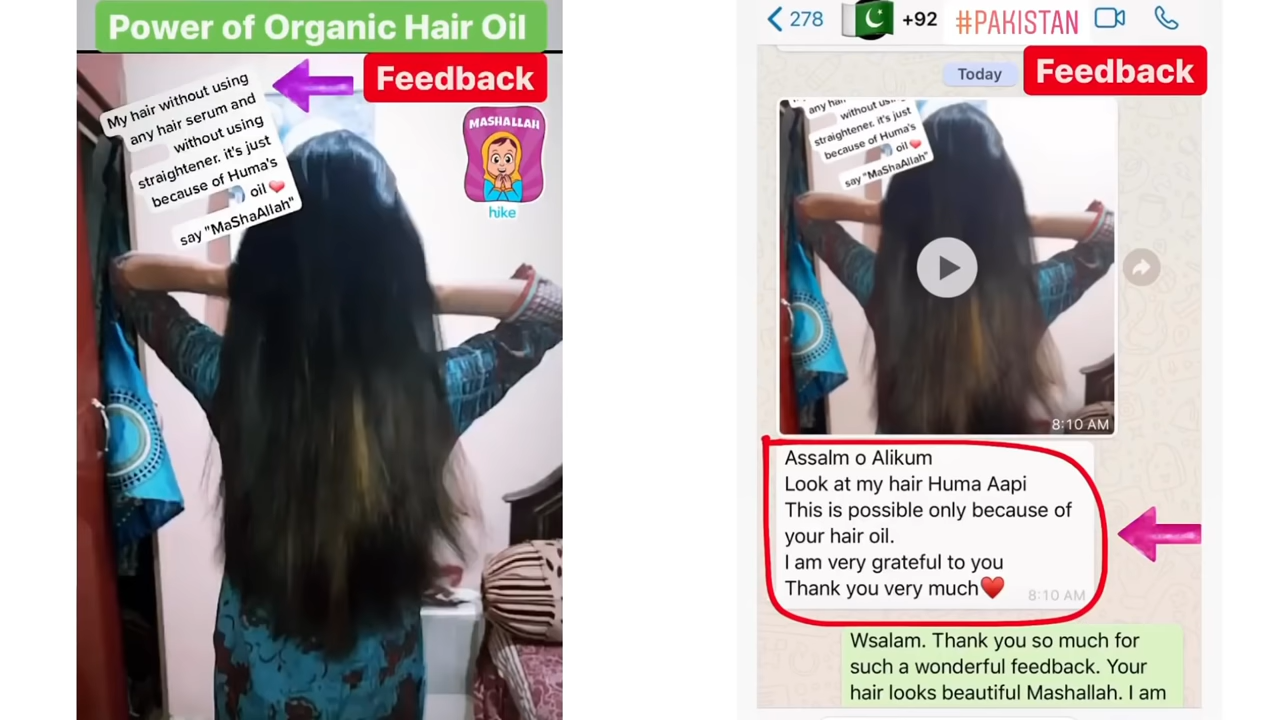 Power of Organic Hair Oil
Feedback
My hair without using
any hair serum and
without using
straightener. it's just
because of Huma's
oil
say "MaShaAllah"
MASHALLAH
hike
278
+92
#PAKISTAN
Feedback
Today
any hair
without using
straightener. it's just
because of Huma's
oil
say "MaShaAllah"
8:10 AM
Assalm o Alikum
Look at my hair Huma Aapi
This is possible only because of
your hair oil.
I am very grateful to you
Thank you very much❤️
8:10 AM
Wsalam. Thank you so much for
such a wonderful feedback. Your
hair looks beautiful Mashallah. I am